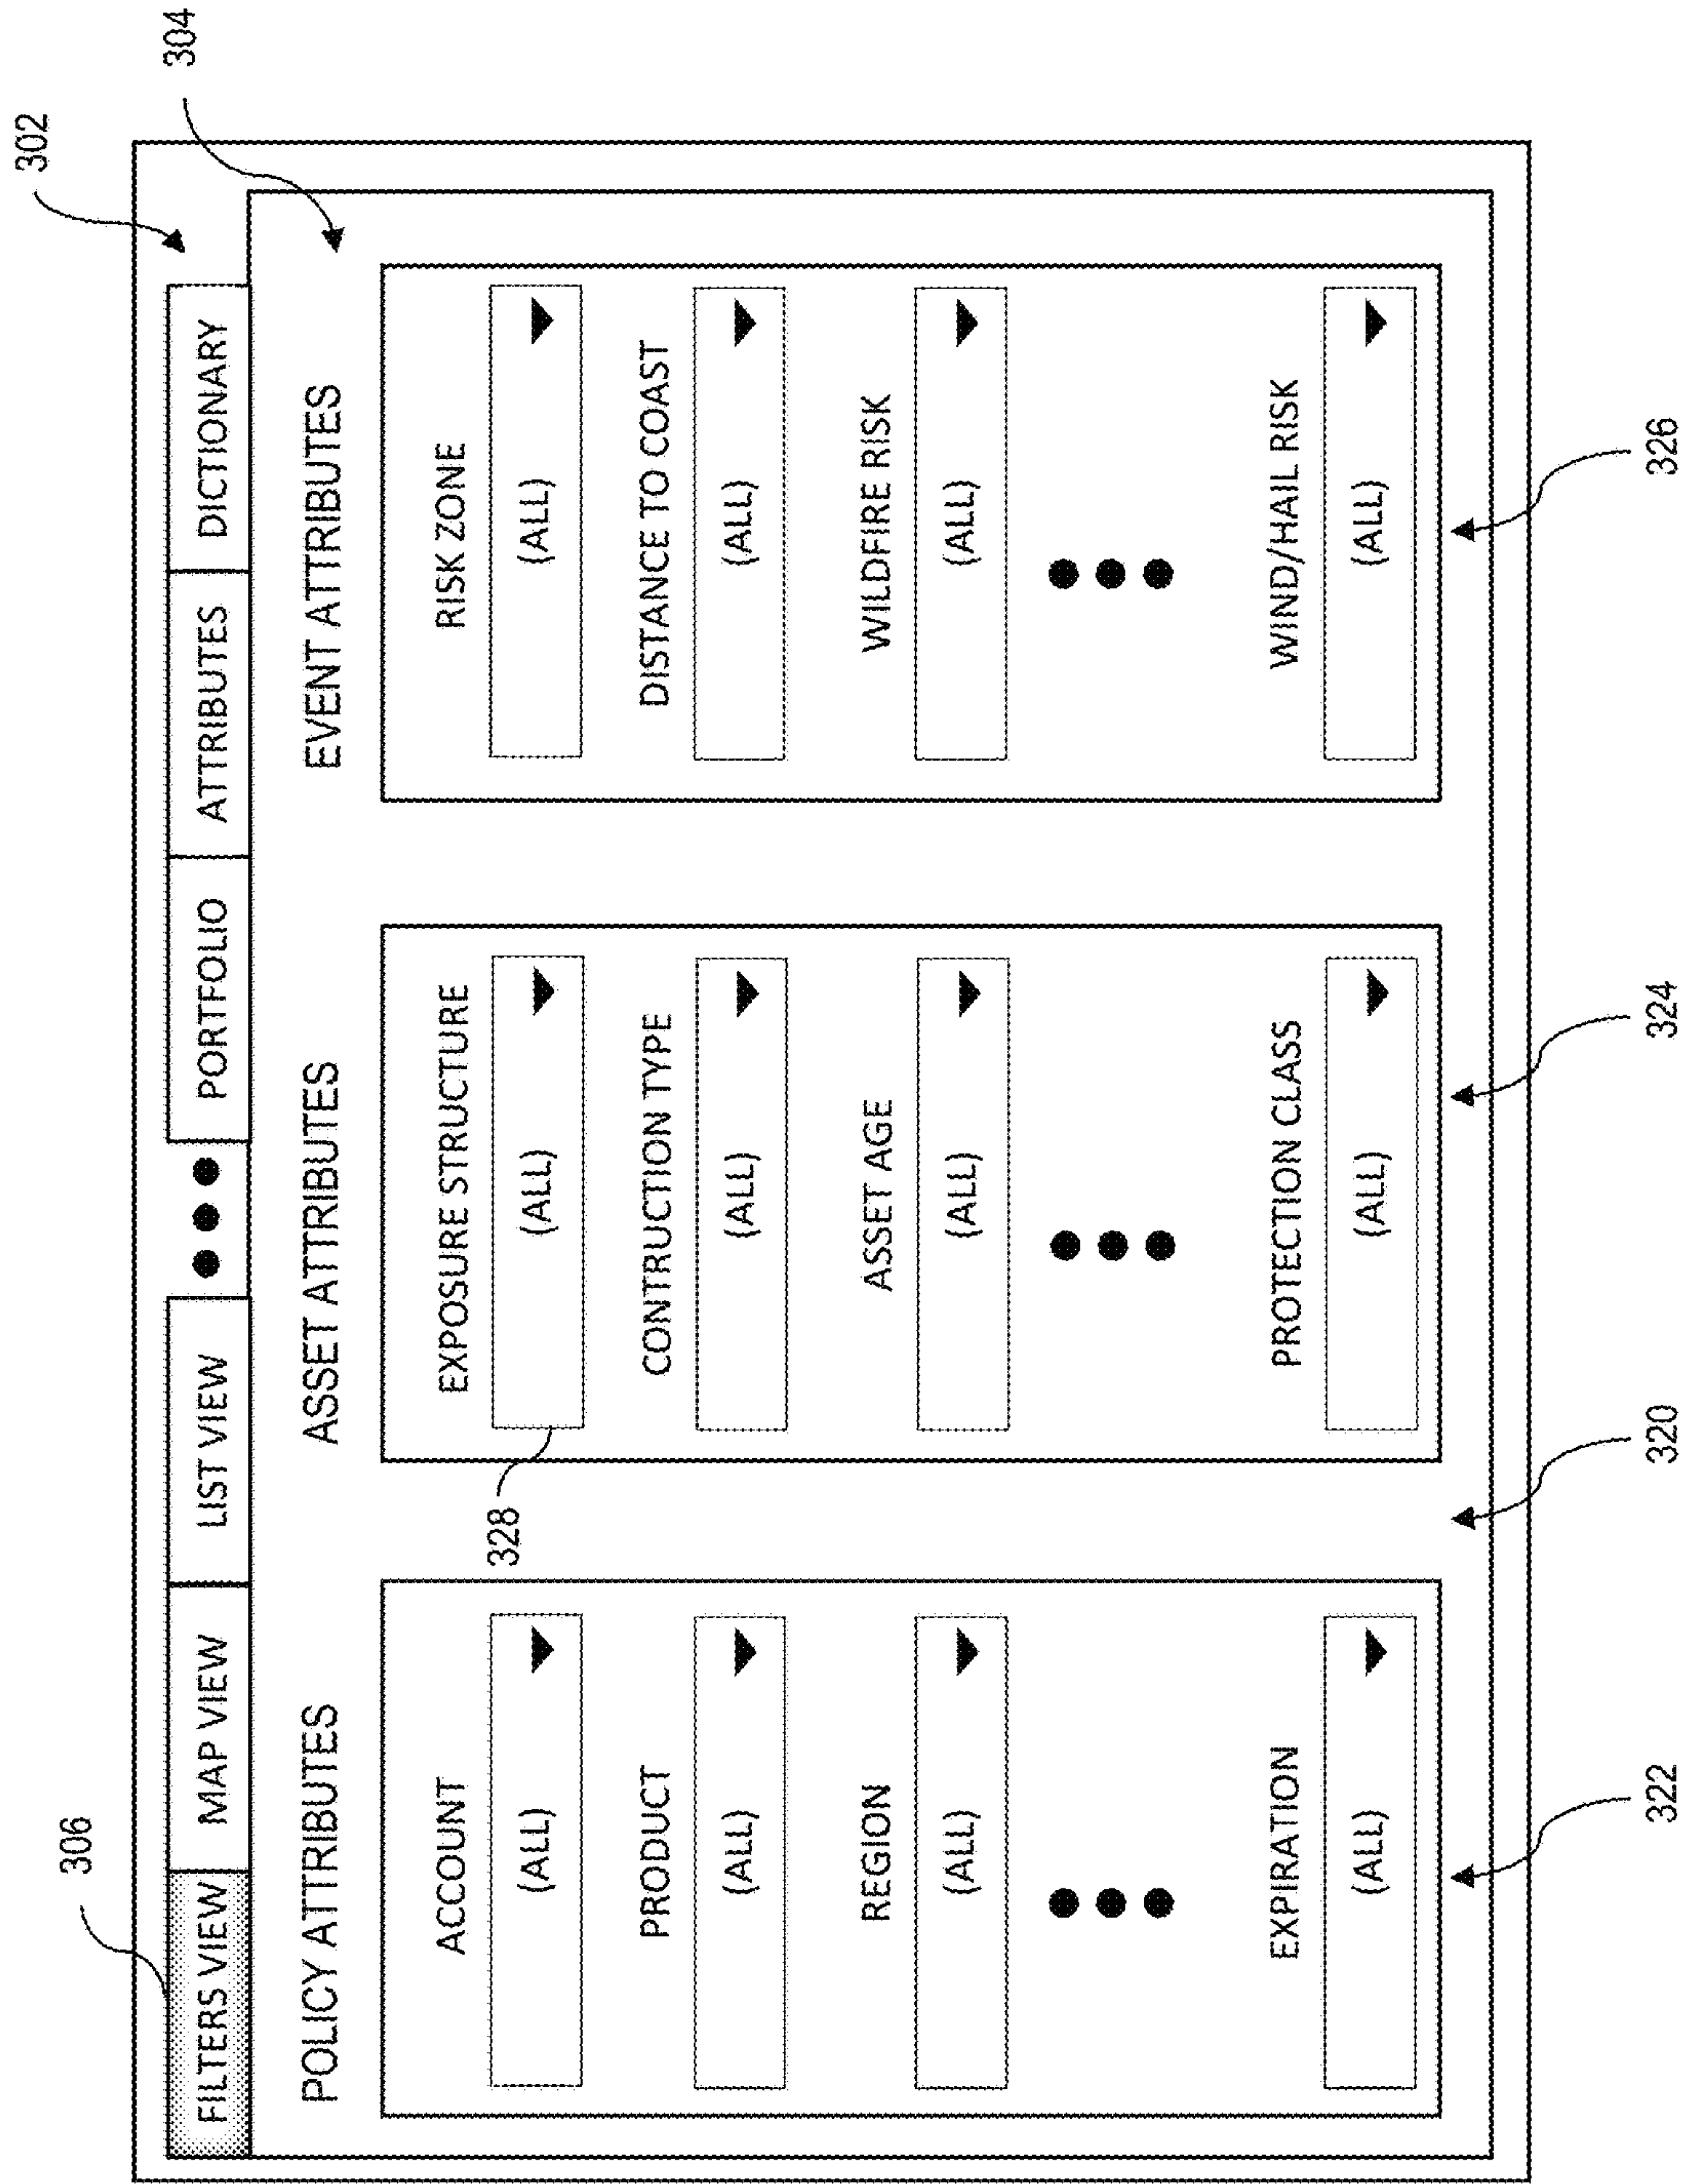 302
304
306
FILTERS VIEW
MAP VIEW
LIST VIEW
PORTFOLIO
ATTRIBUTES
DICTIONARY
POLICY ATTRIBUTES
ACCOUNT
(ALL)
PRODUCT
(ALL)
REGION
(ALL)
EXPIRATION
(ALL)
322
320
ASSET ATTRIBUTES
EXPOSURE STRUCTURE
(ALL)
328
CONTRUCTION TYPE
(ALL)
ASSET AGE
(ALL)
PROTECTION CLASS
(ALL)
324
EVENT ATTRIBUTES
RISK ZONE
(ALL)
DISTANCE TO COAST
(ALL)
WILDFIRE RISK
(ALL)
WIND/HAIL RISK
(ALL)
326